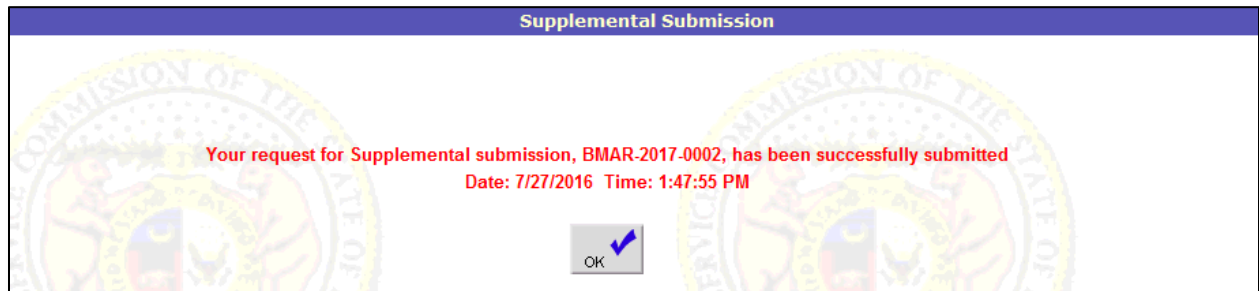 Supplemental Submission
Your request for Supplemental submission, BMAR-2017-0002, has been successfully submitted
Date: 7/27/2016 Time: 1:47:55 PM
OK